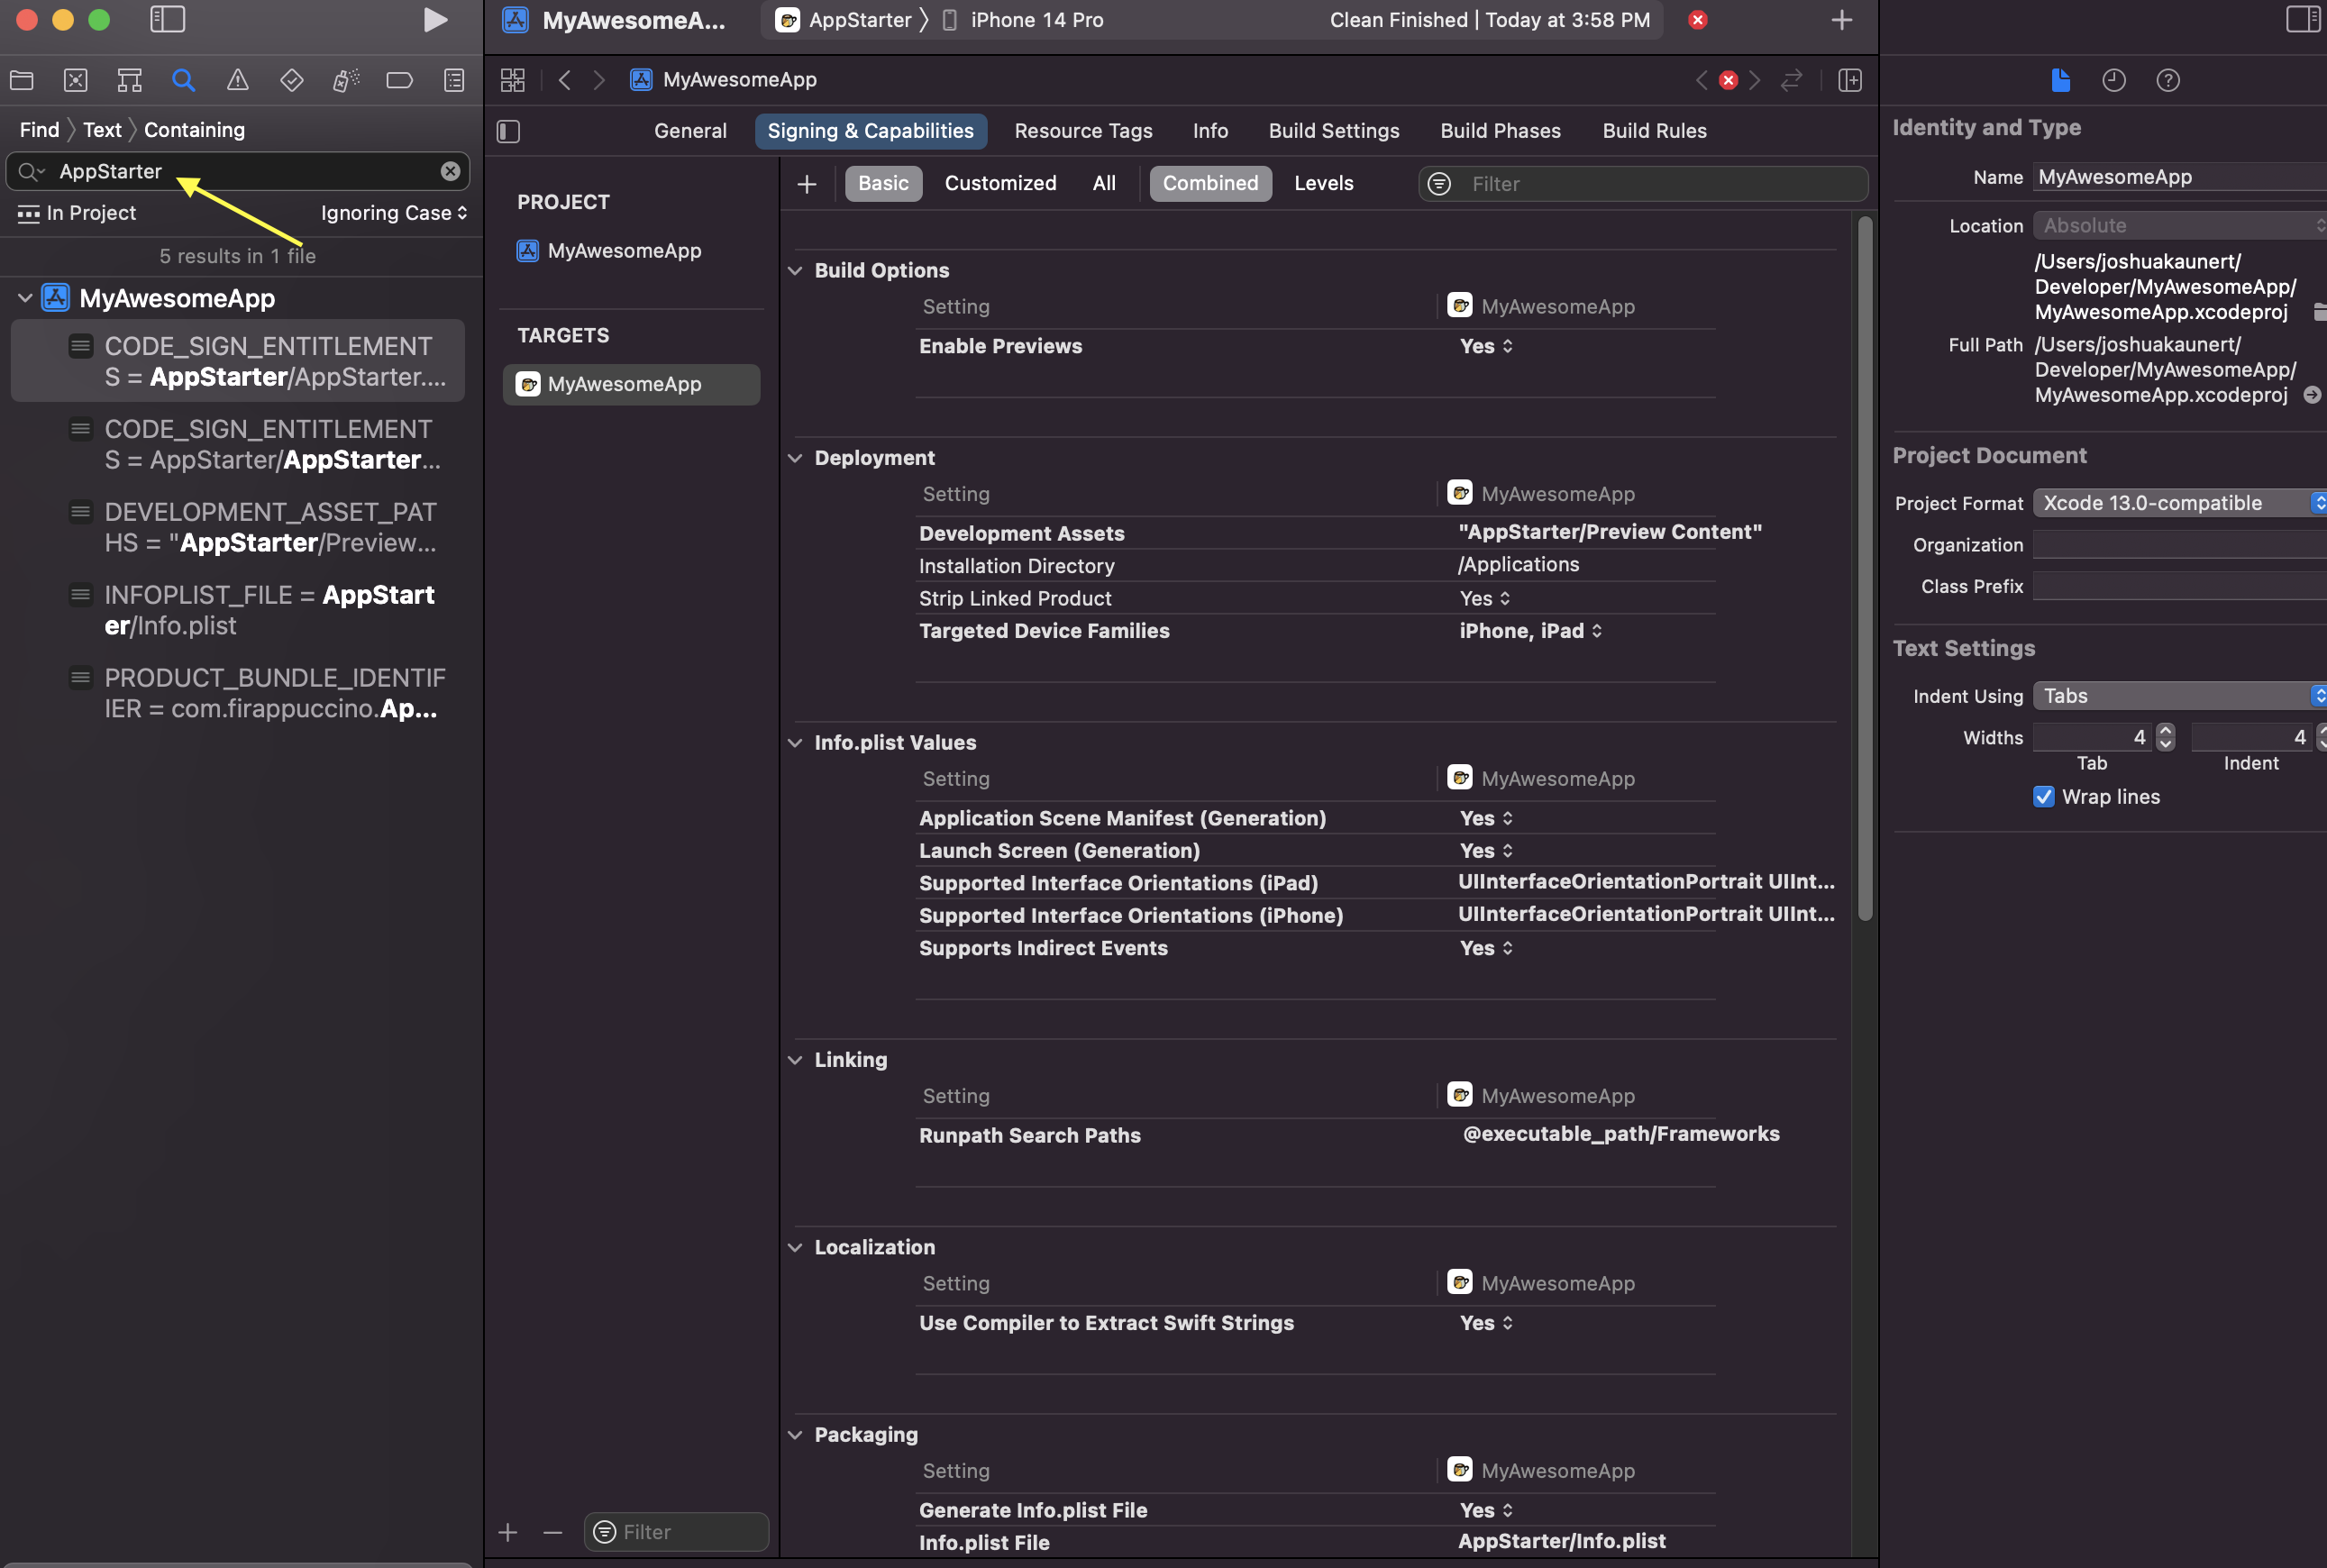 MyAwesomeA...
AppStarter
iPhone 14 Pro
Clean Finished | Today at 3:58 PM
MyAwesomeApp
Find
Text
Containing
AppStarter
In Project
Ignoring Case
5 results in 1 file
MyAwesomeApp
CODE_SIGN_ENTITLEMENT
S = AppStarter/AppStarter....
CODE_SIGN_ENTITLEMENT
S = AppStarter/AppStarter...
DEVELOPMENT_ASSET_PAT
HS = "AppStarter/Preview...
INFOPLIST_FILE = AppStart
er/Info.plist
PRODUCT_BUNDLE_IDENTIF
IER = com.firappuccino.Ap...
General
Signing & Capabilities
Resource Tags
Info
Build Settings
Build Phases
Build Rules
PROJECT
MyAwesomeApp
TARGETS
MyAwesomeApp
Filter
Basic
Customized
All
Combined
Levels
Filter
Build Options
Setting
MyAwesomeApp
Enable Previews
Yes
Deployment
Setting
MyAwesomeApp
Development Assets
"AppStarter/Preview Content"
Installation Directory
/Applications
Strip Linked Product
Yes
Targeted Device Families
iPhone, iPad
Info.plist Values
Setting
MyAwesomeApp
Application Scene Manifest (Generation)
Yes
Launch Screen (Generation)
Yes
Supported Interface Orientations (iPad)
UIInterfaceOrientationPortrait UIInt...
Supported Interface Orientations (iPhone)
UIInterfaceOrientationPortrait UIInt...
Supports Indirect Events
Yes
Linking
Setting
MyAwesomeApp
Runpath Search Paths
@executable_path/Frameworks
Localization
Setting
MyAwesomeApp
Use Compiler to Extract Swift Strings
Yes
Packaging
Setting
MyAwesomeApp
Generate Info.plist File
Yes
Info.plist File
AppStarter/Info.plist
Identity and Type
Name
MyAwesomeApp
Location
Absolute
/Users/joshuakaunert/
Developer/MyAwesomeApp/
MyAwesomeApp.xcodeproj
Full Path
/Users/joshuakaunert/
Developer/MyAwesomeApp/
MyAwesomeApp.xcodeproj
Project Document
Project Format
Xcode 13.0-compatible
Organization
Class Prefix
Text Settings
Indent Using
Tabs
Widths
4
4
Tab
Indent
Wrap lines